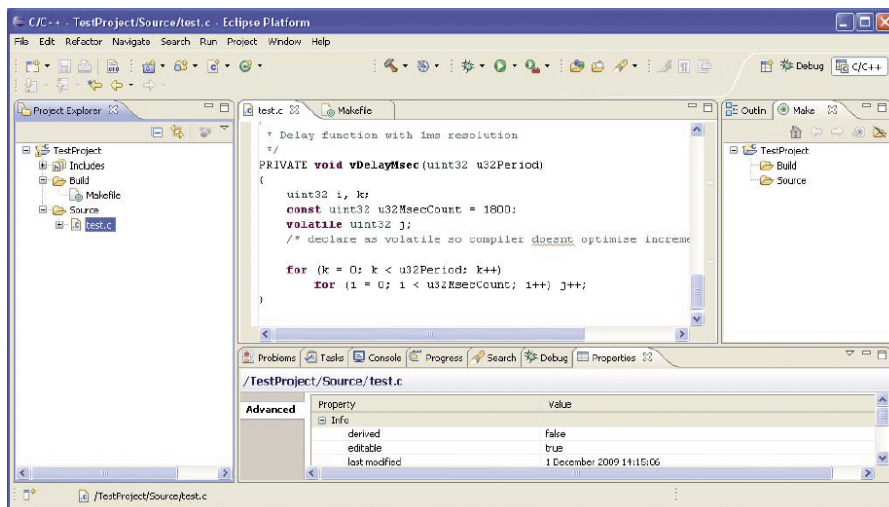 C/C++ - TestProject/Source/test.c - Eclipse Platform
File Edit Refactor Navigate Search Run Project Window Help
Debug C/C++
Project Explorer
TestProject
Includes
Build
Makefile
Source
test.c
test.c Makefile
* Delay function with 1ms resolution
*/
PRIVATE void vDelayMsec(uint32 u32Period)
{
uint32 i, k;
const uint32 u32MsecCount = 1800;
volatile uint32 j;
/* declare as volatile so compiler doesnt optimise increme
for (k = 0; k < u32Period; k++)
for (i = 0; i < u32MsecCount; i++) j++;
}
Outlin Make
TestProject
Build
Source
Problems Tasks Console Progress Search Debug Properties
/TestProject/Source/test.c
Advanced
Property Value
Info
derived false
editable true
last modified 1 December 2009 14:15:06
/TestProject/Source/test.c